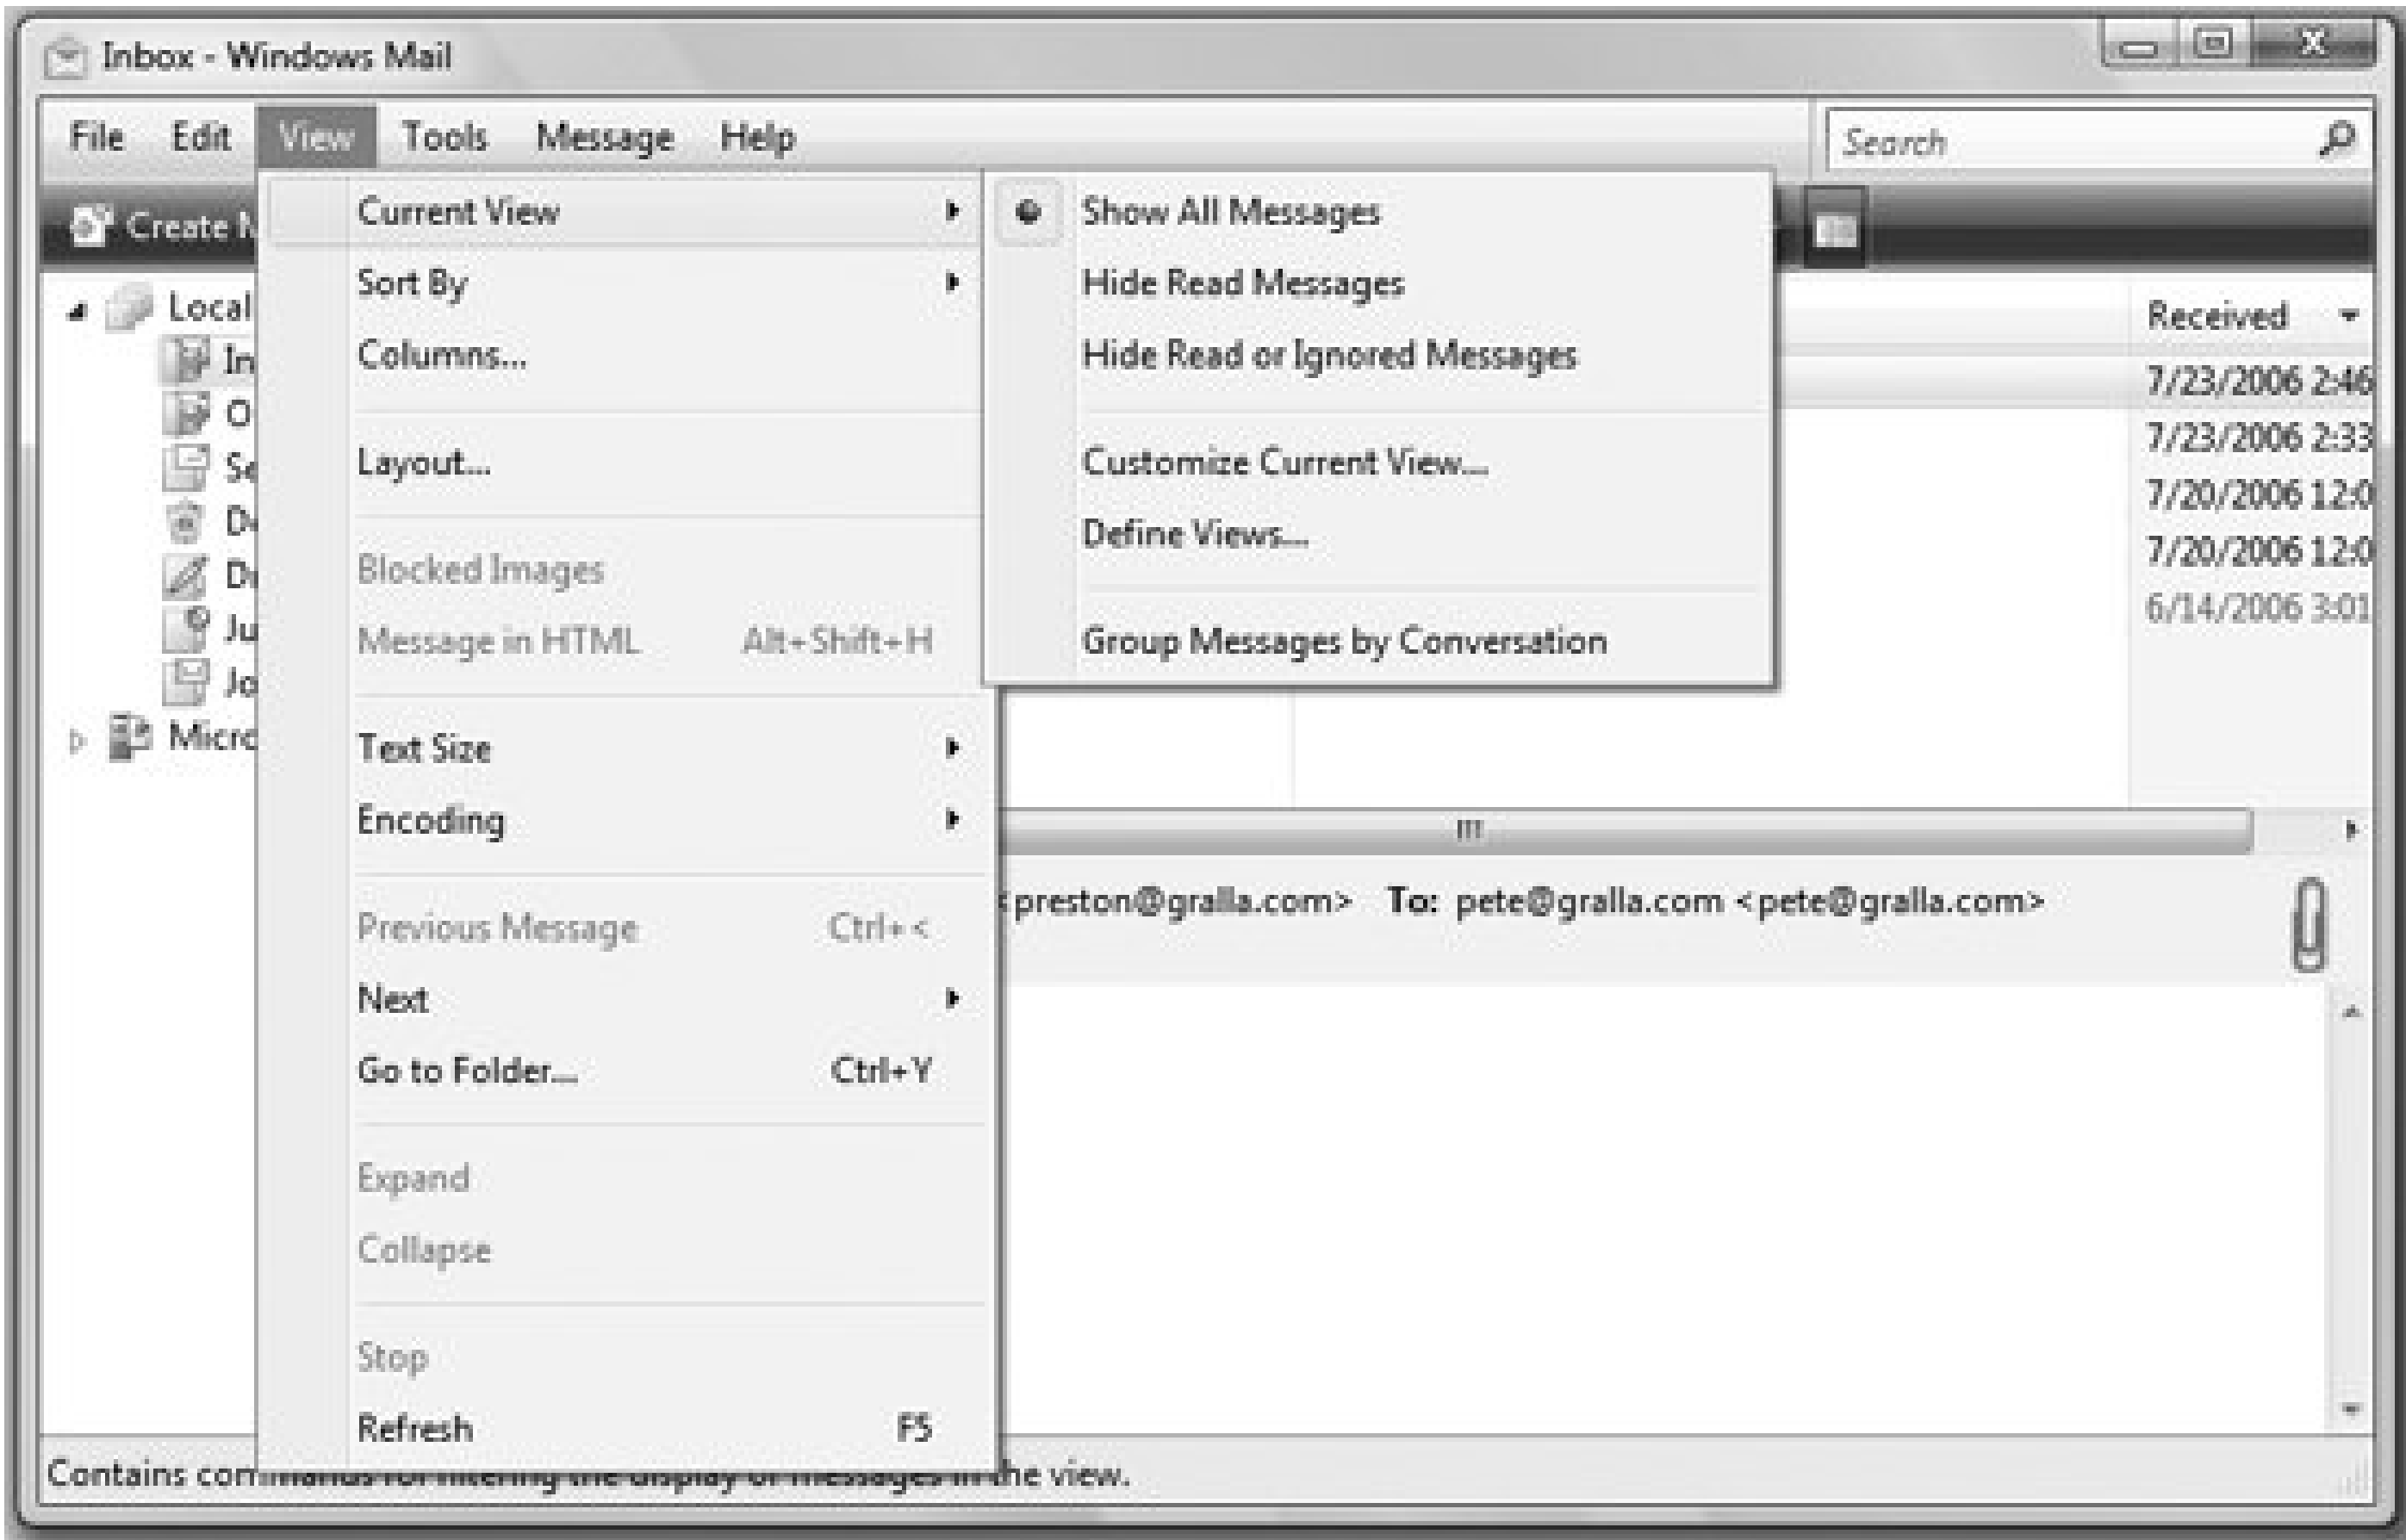 Inbox - Windows Mail
File Edit View Tools Message Help
Search
Create
Current View
Sort By
Columns...
Layout...
Blocked Images
Message in HTML Alt+Shift+H
Text Size
Encoding
Previous Message Ctrl+<
Next
Go to Folder... Ctrl+Y
Expand
Collapse
Stop
Refresh F5
Show All Messages
Hide Read Messages
Hide Read or Ignored Messages
Customize Current View...
Define Views...
Group Messages by Conversation
Local
In
O
Se
Ju
Jo
Micro
Received
7/23/2006 2:46
7/23/2006 2:33
7/20/2006 12:0
7/20/2006 12:0
6/14/2006 3:01
<preston@gralla.com> To: pete@gralla.com <pete@gralla.com>
Contains commands for filtering the display of messages in the view.